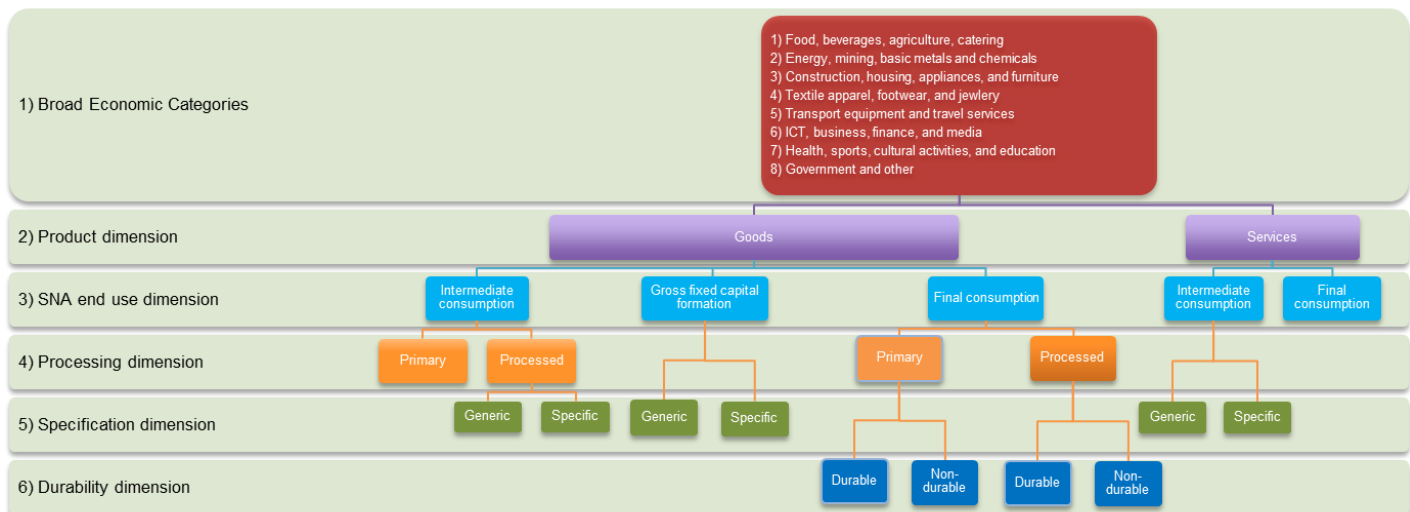 1) Broad Economic Categories
1) Food, beverages, agriculture, catering
2) Energy, mining, basic metals and chemicals
3) Construction, housing, appliances, and furniture
4) Textile apparel, footwear, and jewlery
5) Transport equipment and travel services
6) ICT, business, finance, and media
7) Health, sports, cultural activities, and education
8) Government and other
2) Product dimension
Goods
Services
3) SNA end use dimension
Intermediate
consumption
Gross fixed capital
formation
Final consumption
Intermediate
consumption
Final
consumption
4) Processing dimension
Primary
Processed
Primary
Processed
5) Specification dimension
Generic
Specific
Generic
Specific
Generic
Specific
6) Durability dimension
Durable
Non-
durable
Durable
Non-
durable